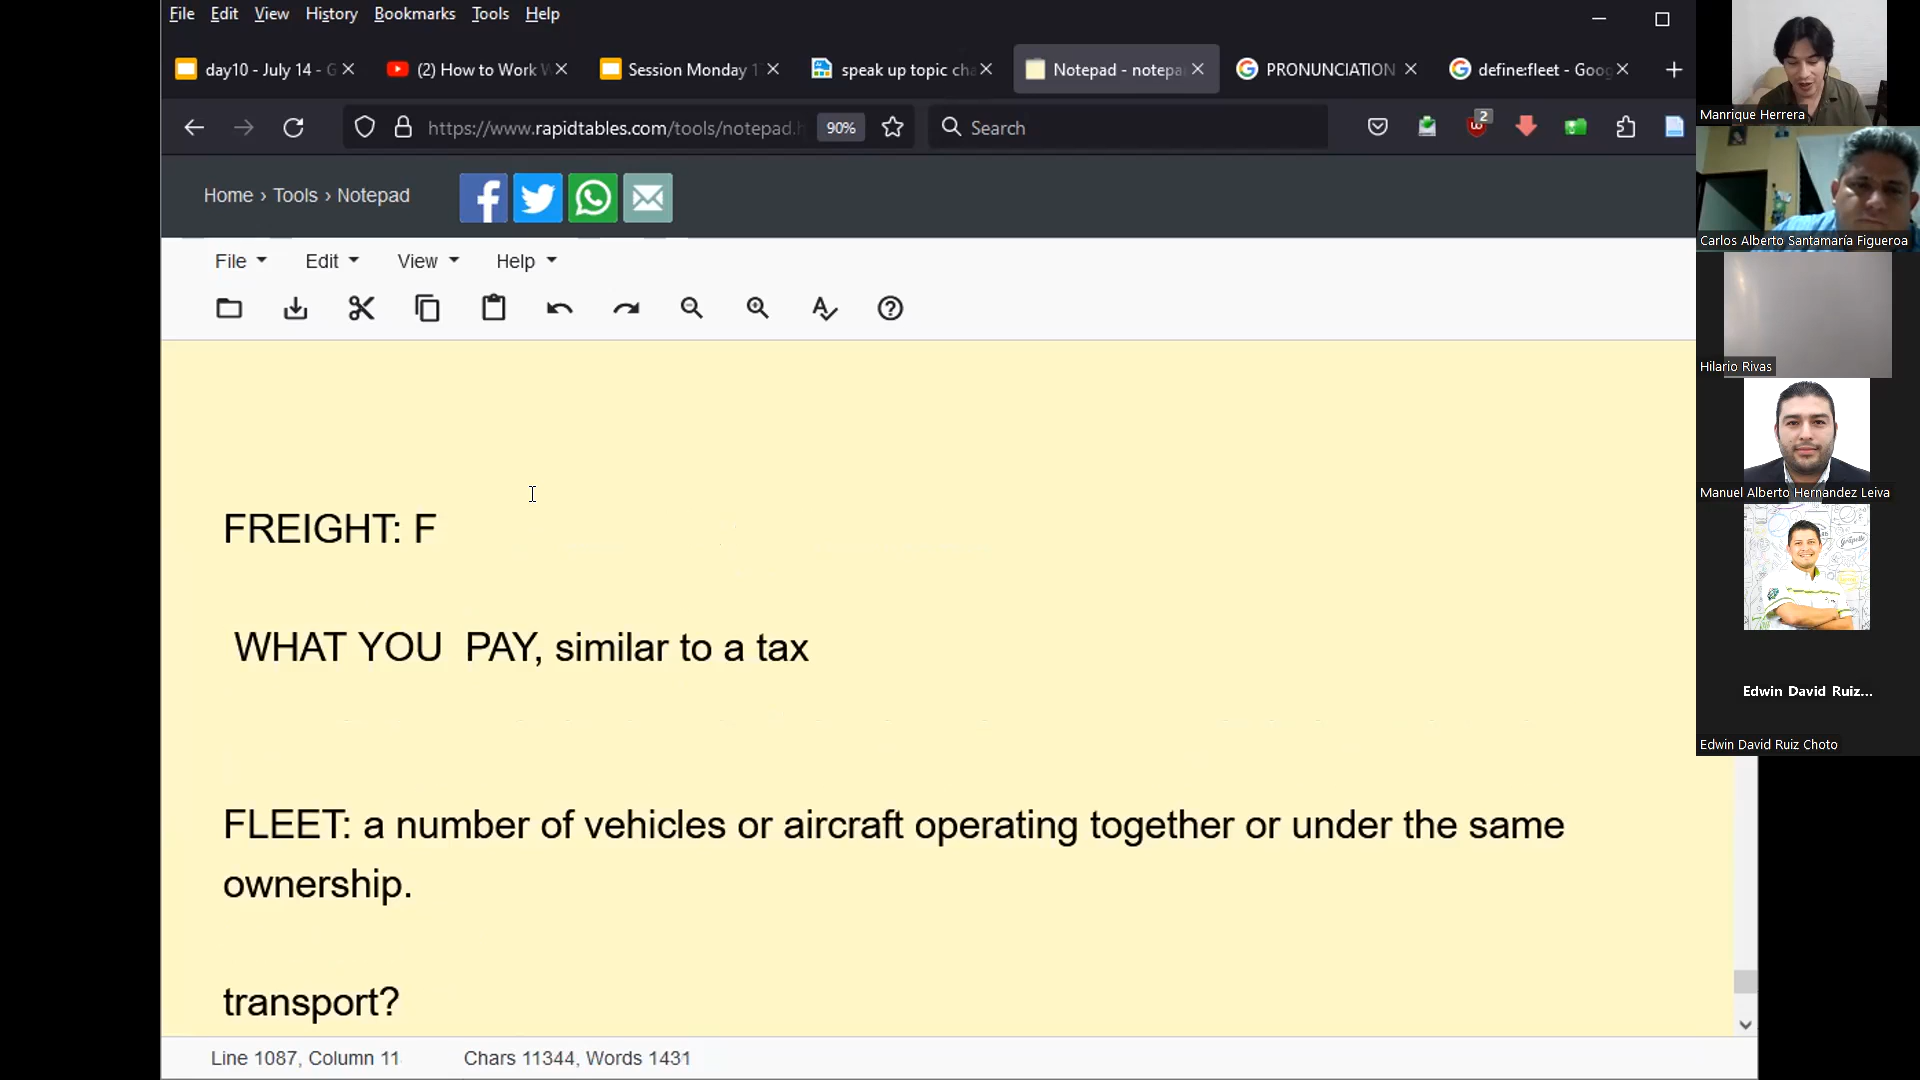 File Edit View History Bookmarks Tools Help
day10 - July 14 - G
(2) How to Work W
Session Monday 1
speak up topic cha
Notepad - notepa
PRONUNCIATION
define:fleet - Goog
https://www.rapidtables.com/tools/notepad.h
90%
Search
2
Home › Tools › Notepad
File Edit View Help
FREIGHT: F
WHAT YOU PAY, similar to a tax
FLEET: a number of vehicles or aircraft operating together or under the same
ownership.
transport?
Line 1087, Column 11
Chars 11344, Words 1431
Manrique Herrera
Carlos Alberto Santamaría Figueroa
Hilario Rivas
Manuel Alberto Hernandez Leiva
Edwin David Ruiz...
Edwin David Ruiz Choto